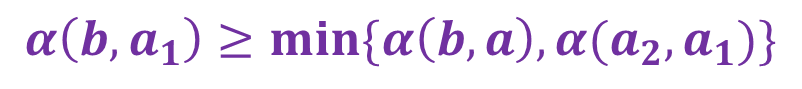 α(b, a₁) ≥ min{α(b, a), α(a₂, a₁)}